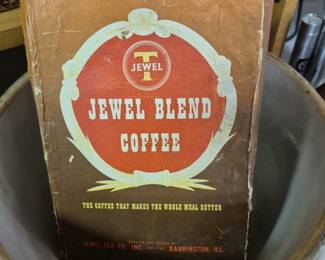 JEWEL
T
JEWEL BLEND
COFFEE
THE COFFEE THAT MAKES THE WHOLE MEAL BETTER
JEWEL TEA CO., INC. BARRINGTON, ILL.